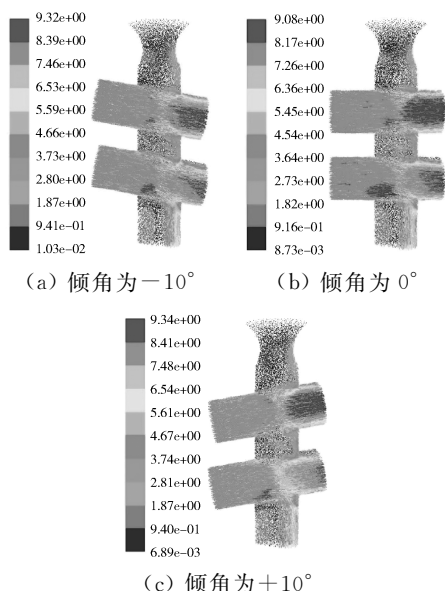 9.32e+00
8.39e+00
7.46e+00
6.53e+00
5.59e+00
4.66e+00
3.73e+00
2.80e+00
1.87e+00
9.41e-01
1.03e-02
(a) 倾角为－10°
9.08e+00
8.17e+00
7.26e+00
6.36e+00
5.45e+00
4.54e+00
3.64e+00
2.73e+00
1.82e+00
9.16e-01
8.73e-03
(b) 倾角为 0°
9.34e+00
8.41e+00
7.48e+00
6.54e+00
5.61e+00
4.67e+00
3.74e+00
2.81e+00
1.87e+00
9.40e-01
6.89e-03
(c) 倾角为＋10°